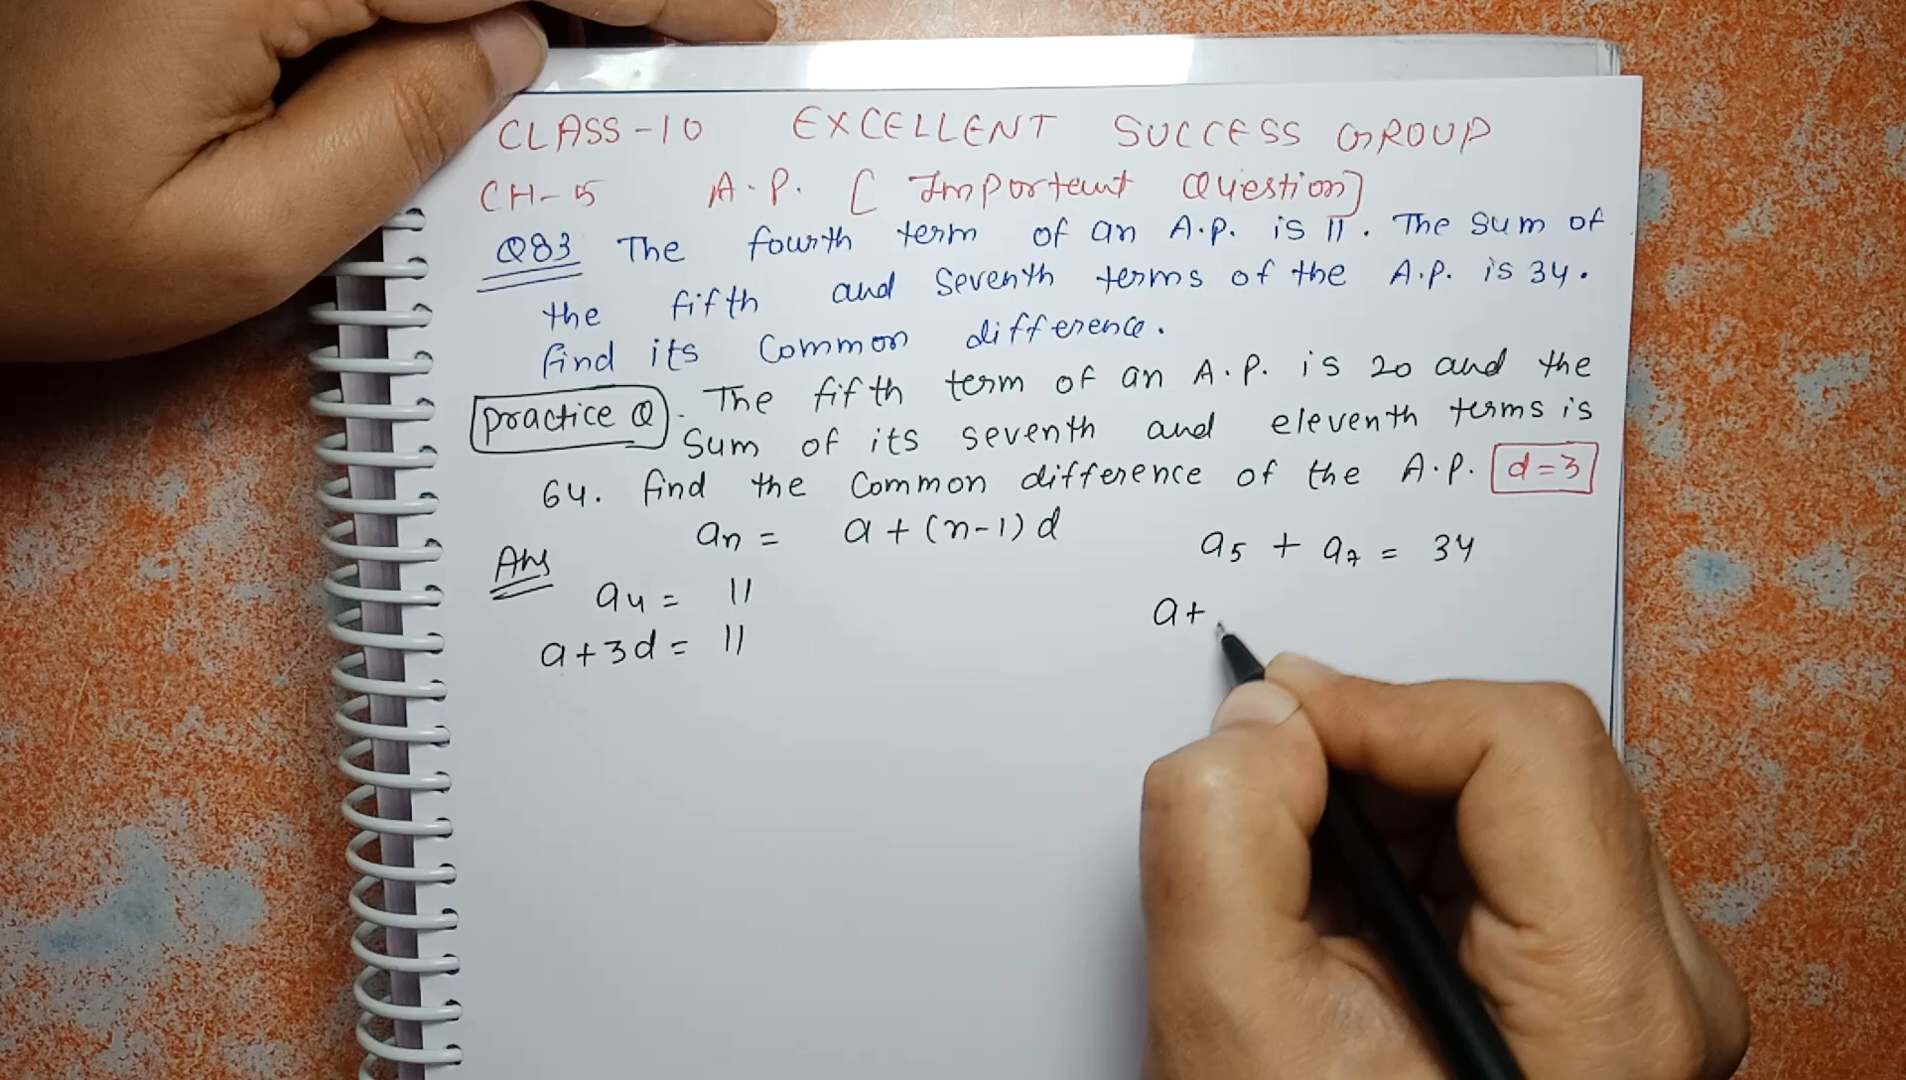 CLASS-10 EXCELLENT SUCCESS GROUP
CH-5 A.P. [Important Question]
Q83 The fourth term of an A.P. is 11. The sum of
the fifth and seventh terms of the A.P. is 34.
find its common difference.
Practice Q. The fifth term of an A.P. is 20 and the
sum of its seventh and eleventh terms is
64. find the common difference of the A.P. d=3
Ans
an = a+(n-1)d
a4 = 11
a+3d = 11
a5 + a7 = 34
a+